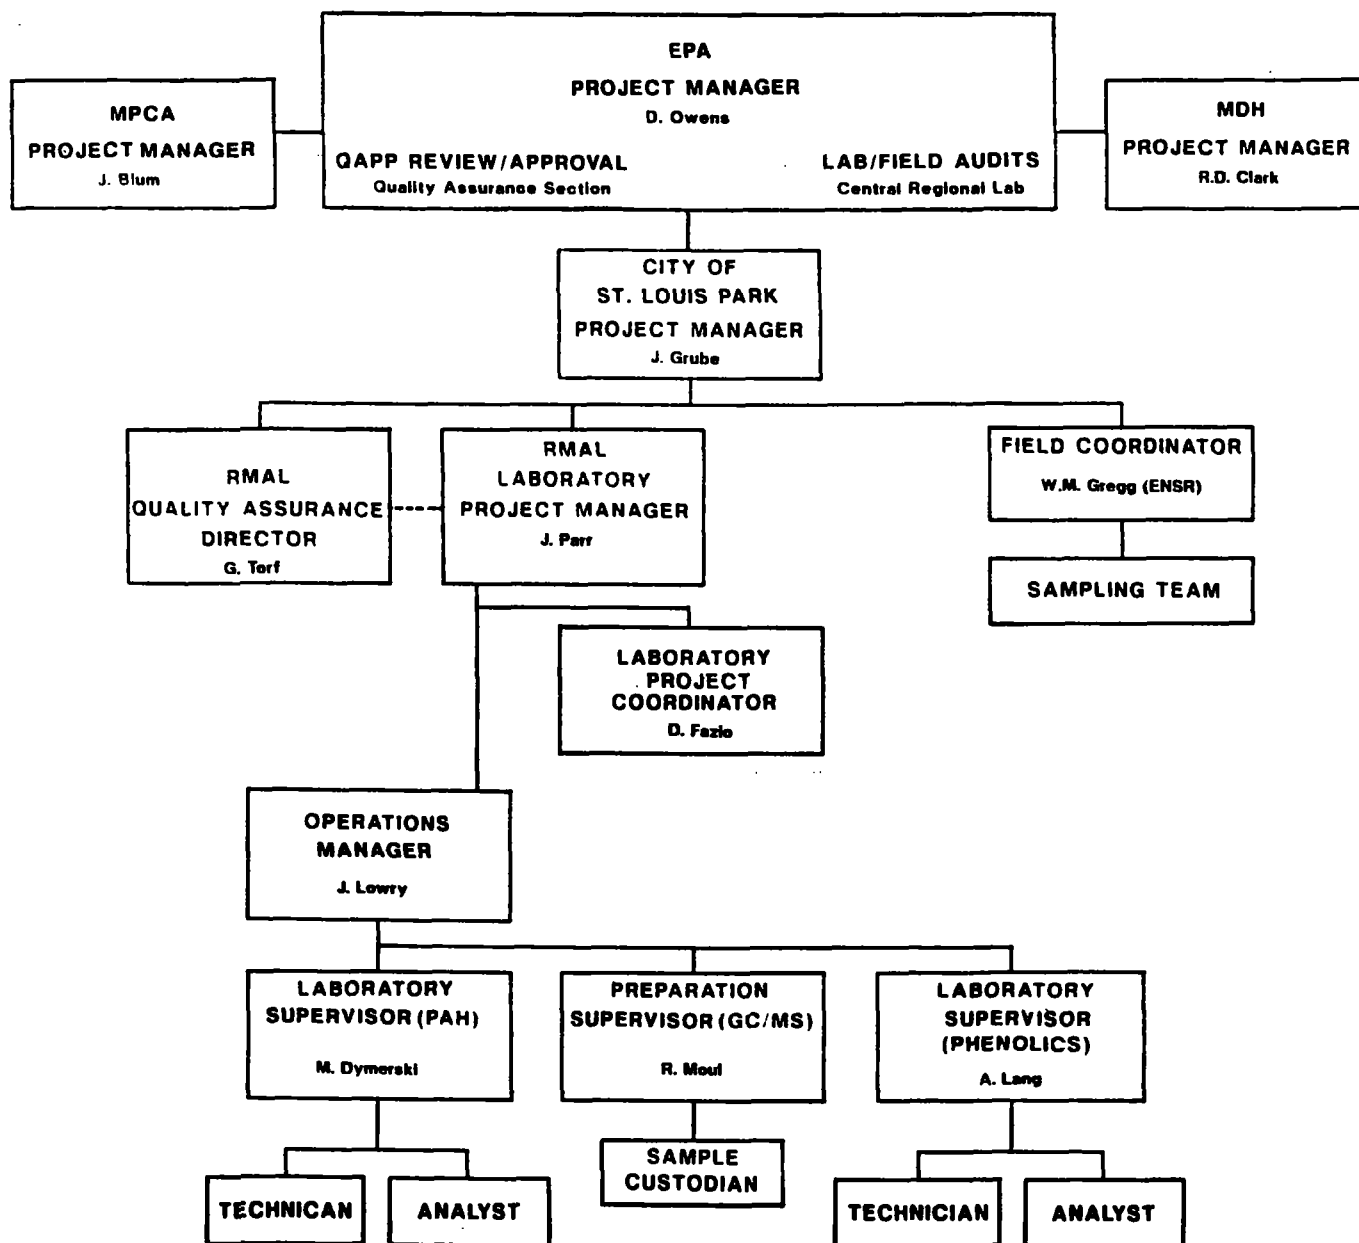 EPA
PROJECT MANAGER
D. Owens
QAPP REVIEW/APPROVAL
Quality Assurance Section
LAB/FIELD AUDITS
Central Regional Lab
MPCA
PROJECT MANAGER
J. Blum
MDH
PROJECT MANAGER
R.D. Clark
CITY OF
ST. LOUIS PARK
PROJECT MANAGER
J. Grube
RMAL
QUALITY ASSURANCE
DIRECTOR
G. Torf
RMAL
LABORATORY
PROJECT MANAGER
J. Parr
FIELD COORDINATOR
W.M. Gregg (ENSR)
SAMPLING TEAM
LABORATORY
PROJECT
COORDINATOR
D. Fazio
OPERATIONS
MANAGER
J. Lowry
LABORATORY
SUPERVISOR (PAH)
M. Dymerski
PREPARATION
SUPERVISOR (GC/MS)
R. Moul
LABORATORY
SUPERVISOR
(PHENOLICS)
A. Lang
TECHNICAN
ANALYST
SAMPLE
CUSTODIAN
TECHNICIAN
ANALYST